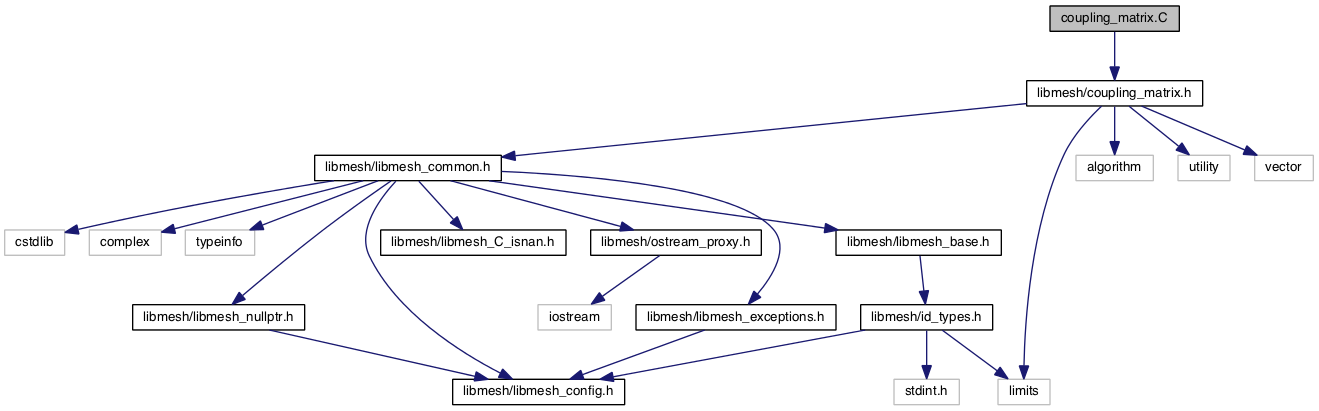 coupling_matrix.C
libmesh/coupling_matrix.h
libmesh/libmesh_common.h
algorithm
utility
vector
cstdlib
complex
typeinfo
libmesh/libmesh_C_isnan.h
libmesh/ostream_proxy.h
libmesh/libmesh_base.h
libmesh/libmesh_nullptr.h
iostream
libmesh/libmesh_exceptions.h
libmesh/id_types.h
libmesh/libmesh_config.h
stdint.h
limits